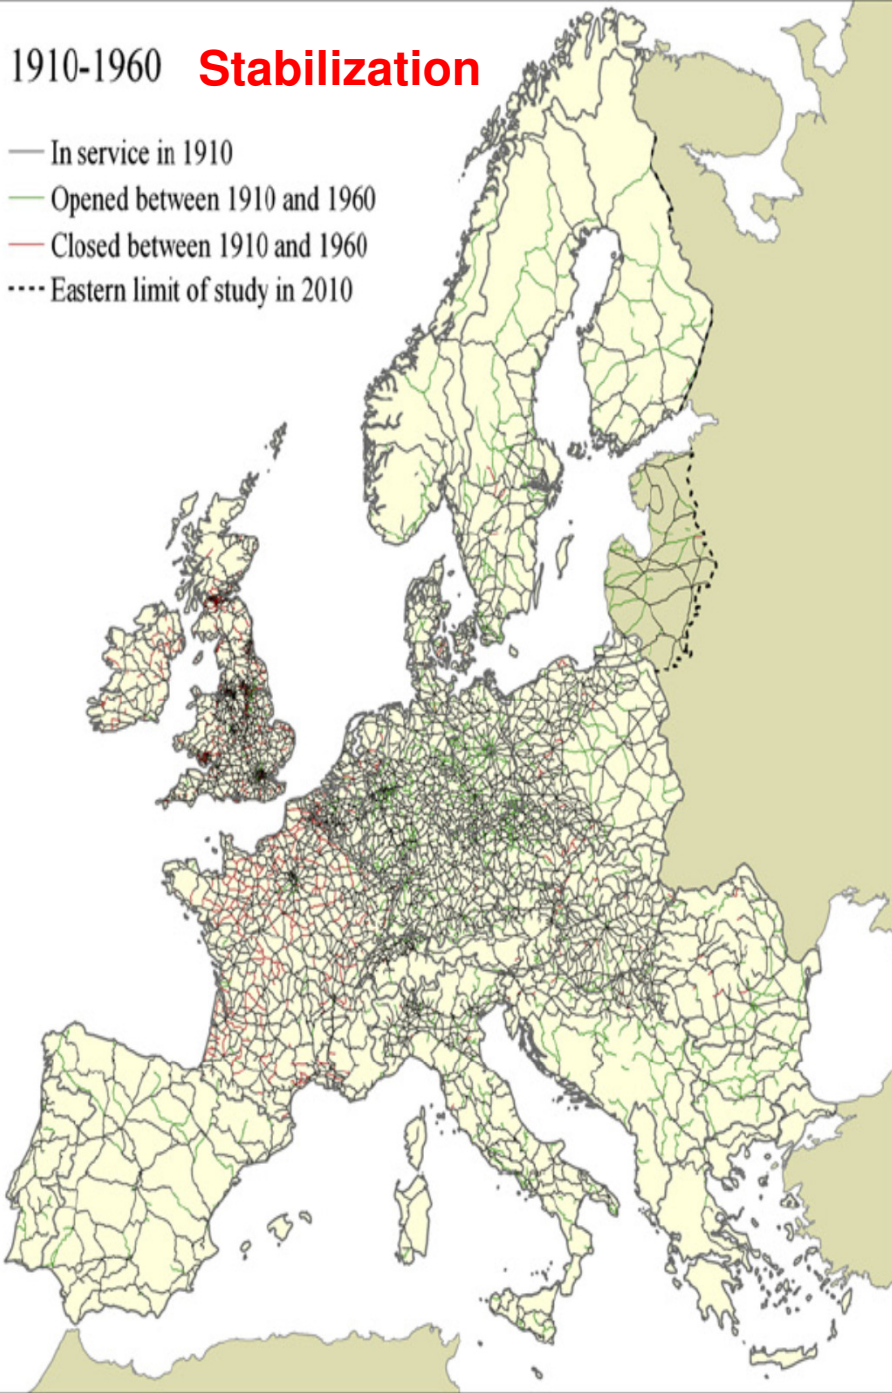 1910-1960 Stabilization
In service in 1910
Opened between 1910 and 1960
Closed between 1910 and 1960
Eastern limit of study in 2010